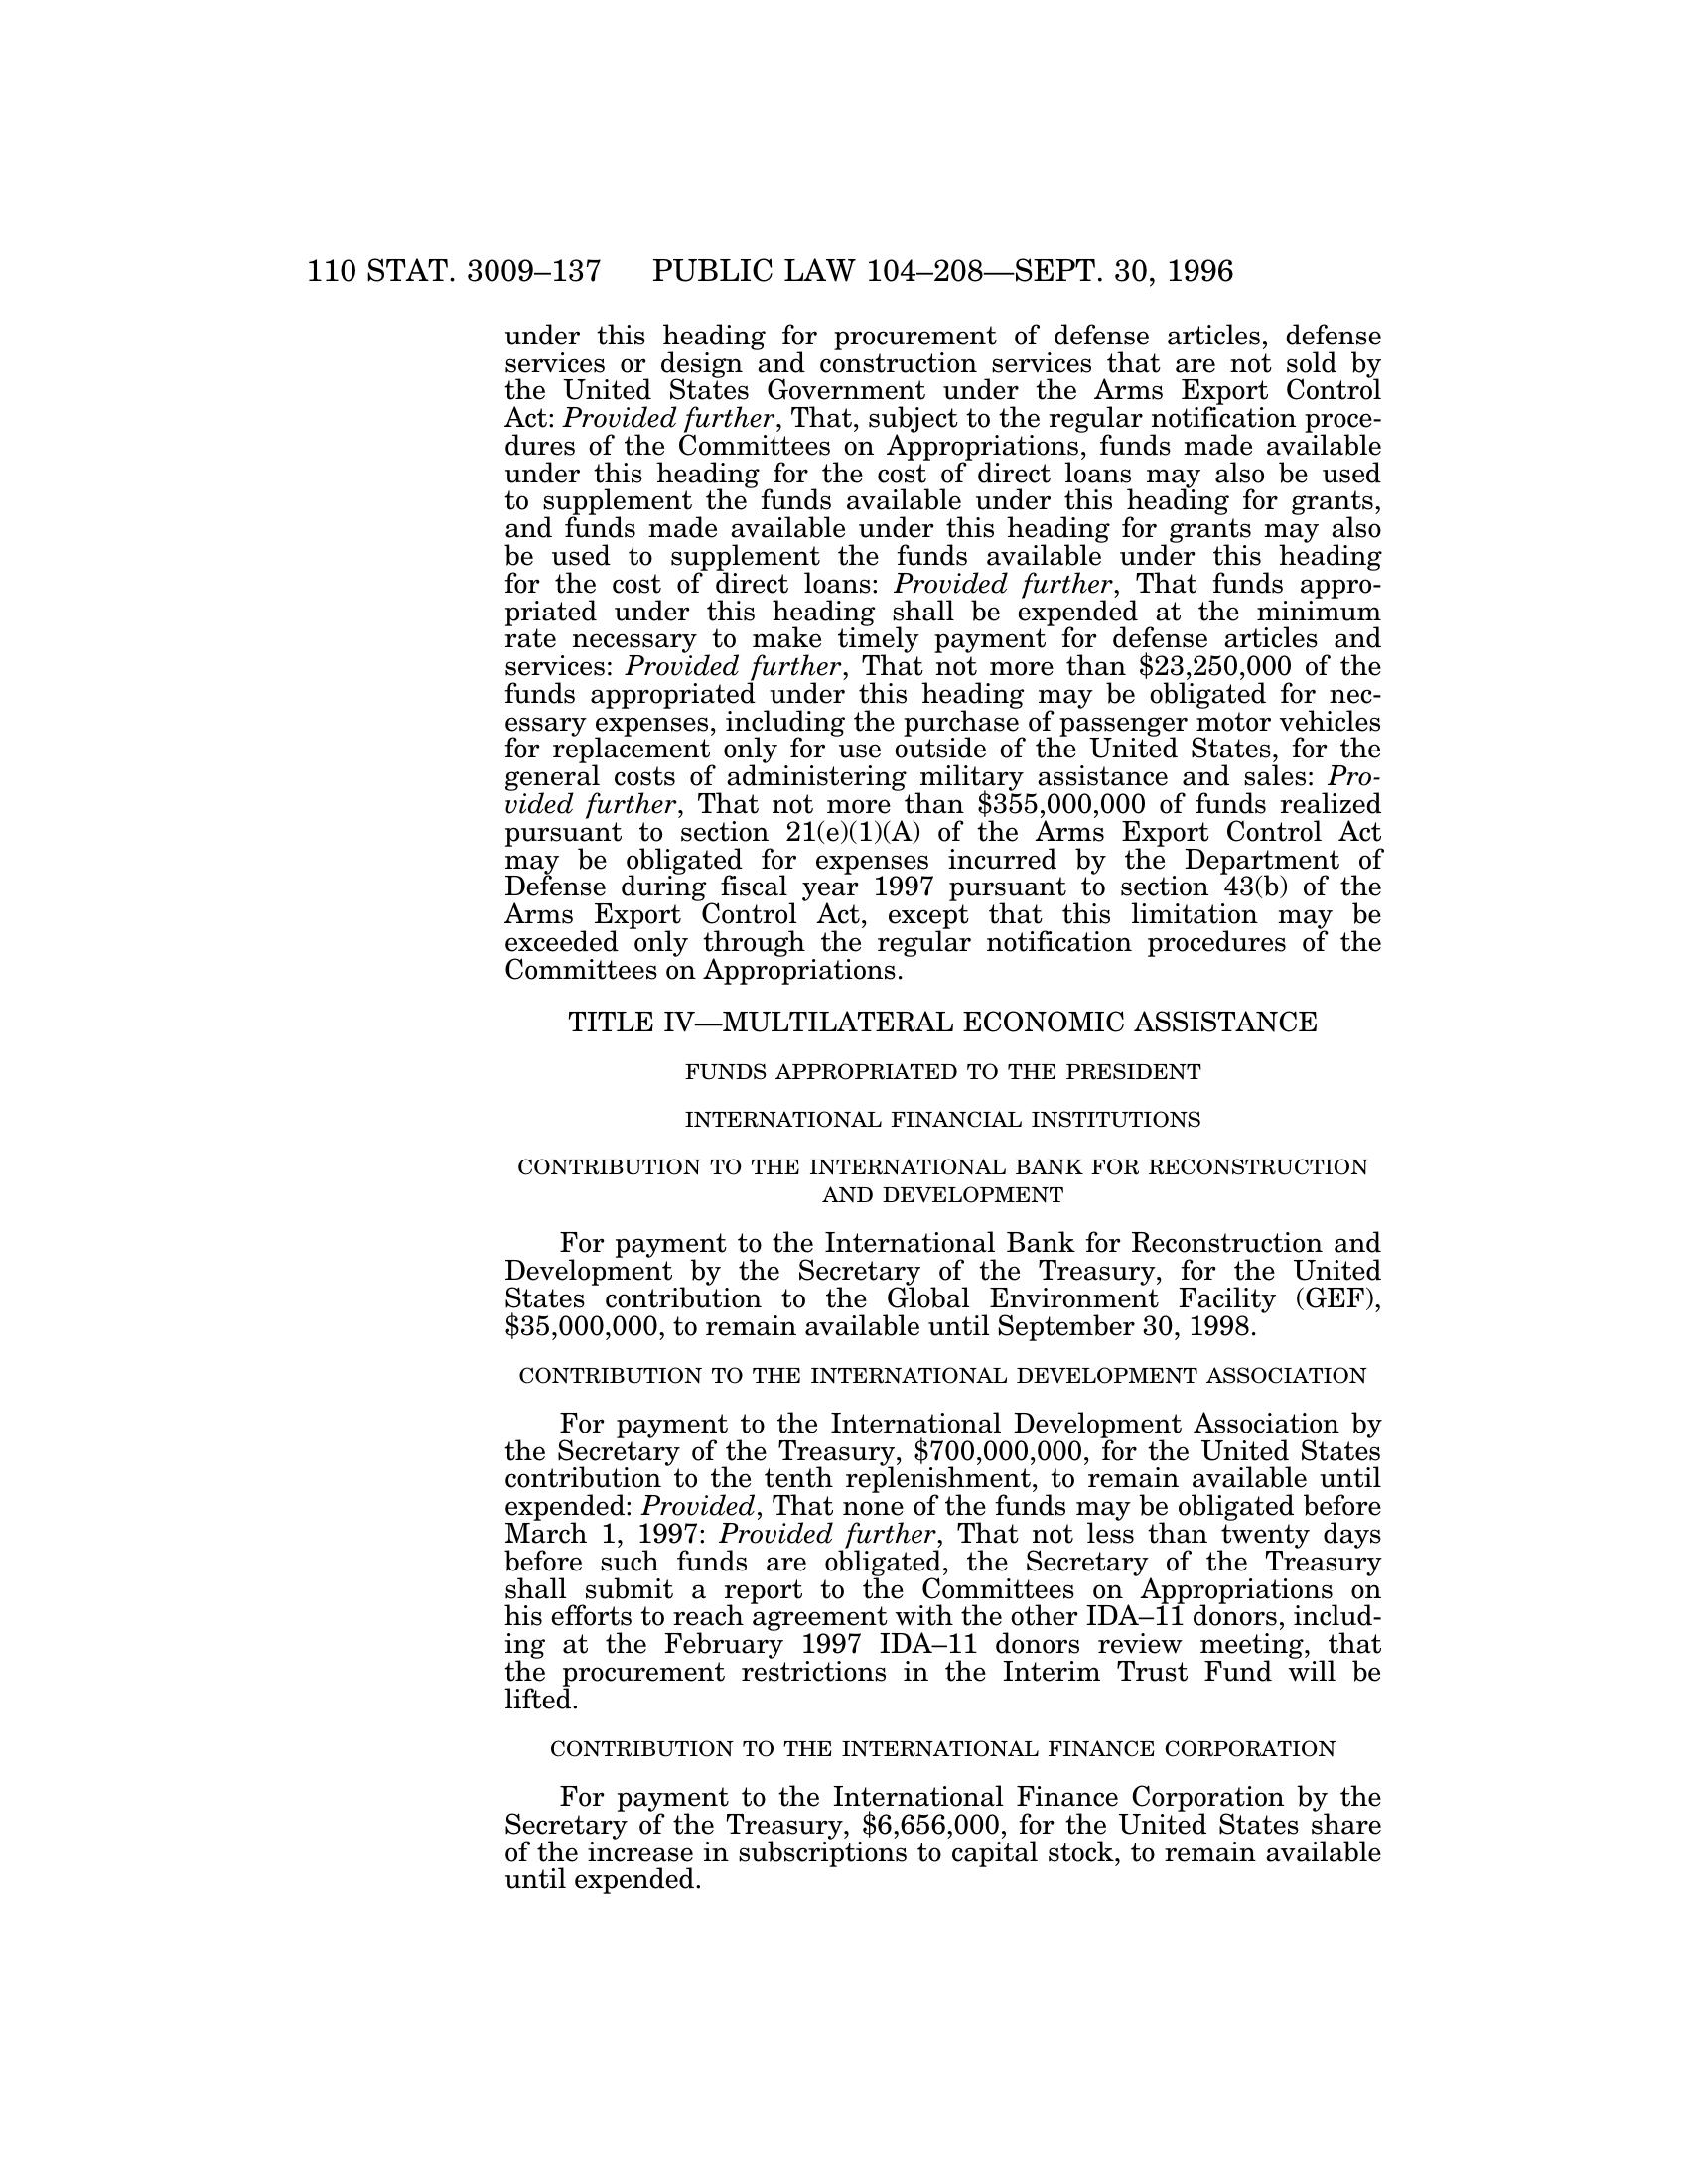 110 STAT. 3009–137 PUBLIC LAW 104–208—SEPT. 30, 1996
under this heading for procurement of defense articles, defense
services or design and construction services that are not sold by
the United States Government under the Arms Export Control
Act: Provided further, That, subject to the regular notification proce-
dures of the Committees on Appropriations, funds made available
under this heading for the cost of direct loans may also be used
to supplement the funds available under this heading for grants,
and funds made available under this heading for grants may also
be used to supplement the funds available under this heading
for the cost of direct loans: Provided further, That funds appro-
priated under this heading shall be expended at the minimum
rate necessary to make timely payment for defense articles and
services: Provided further, That not more than $23,250,000 of the
funds appropriated under this heading may be obligated for nec-
essary expenses, including the purchase of passenger motor vehicles
for replacement only for use outside of the United States, for the
general costs of administering military assistance and sales: Pro-
vided further, That not more than $355,000,000 of funds realized
pursuant to section 21(e)(1)(A) of the Arms Export Control Act
may be obligated for expenses incurred by the Department of
Defense during fiscal year 1997 pursuant to section 43(b) of the
Arms Export Control Act, except that this limitation may be
exceeded only through the regular notification procedures of the
Committees on Appropriations.
TITLE IV—MULTILATERAL ECONOMIC ASSISTANCE
FUNDS APPROPRIATED TO THE PRESIDENT
INTERNATIONAL FINANCIAL INSTITUTIONS
CONTRIBUTION TO THE INTERNATIONAL BANK FOR RECONSTRUCTION
AND DEVELOPMENT
For payment to the International Bank for Reconstruction and
Development by the Secretary of the Treasury, for the United
States contribution to the Global Environment Facility (GEF),
$35,000,000, to remain available until September 30, 1998.
CONTRIBUTION TO THE INTERNATIONAL DEVELOPMENT ASSOCIATION
For payment to the International Development Association by
the Secretary of the Treasury, $700,000,000, for the United States
contribution to the tenth replenishment, to remain available until
expended: Provided, That none of the funds may be obligated before
March 1, 1997: Provided further, That not less than twenty days
before such funds are obligated, the Secretary of the Treasury
shall submit a report to the Committees on Appropriations on
his efforts to reach agreement with the other IDA–11 donors, includ-
ing at the February 1997 IDA–11 donors review meeting, that
the procurement restrictions in the Interim Trust Fund will be
lifted.
CONTRIBUTION TO THE INTERNATIONAL FINANCE CORPORATION
For payment to the International Finance Corporation by the
Secretary of the Treasury, $6,656,000, for the United States share
of the increase in subscriptions to capital stock, to remain available
until expended.